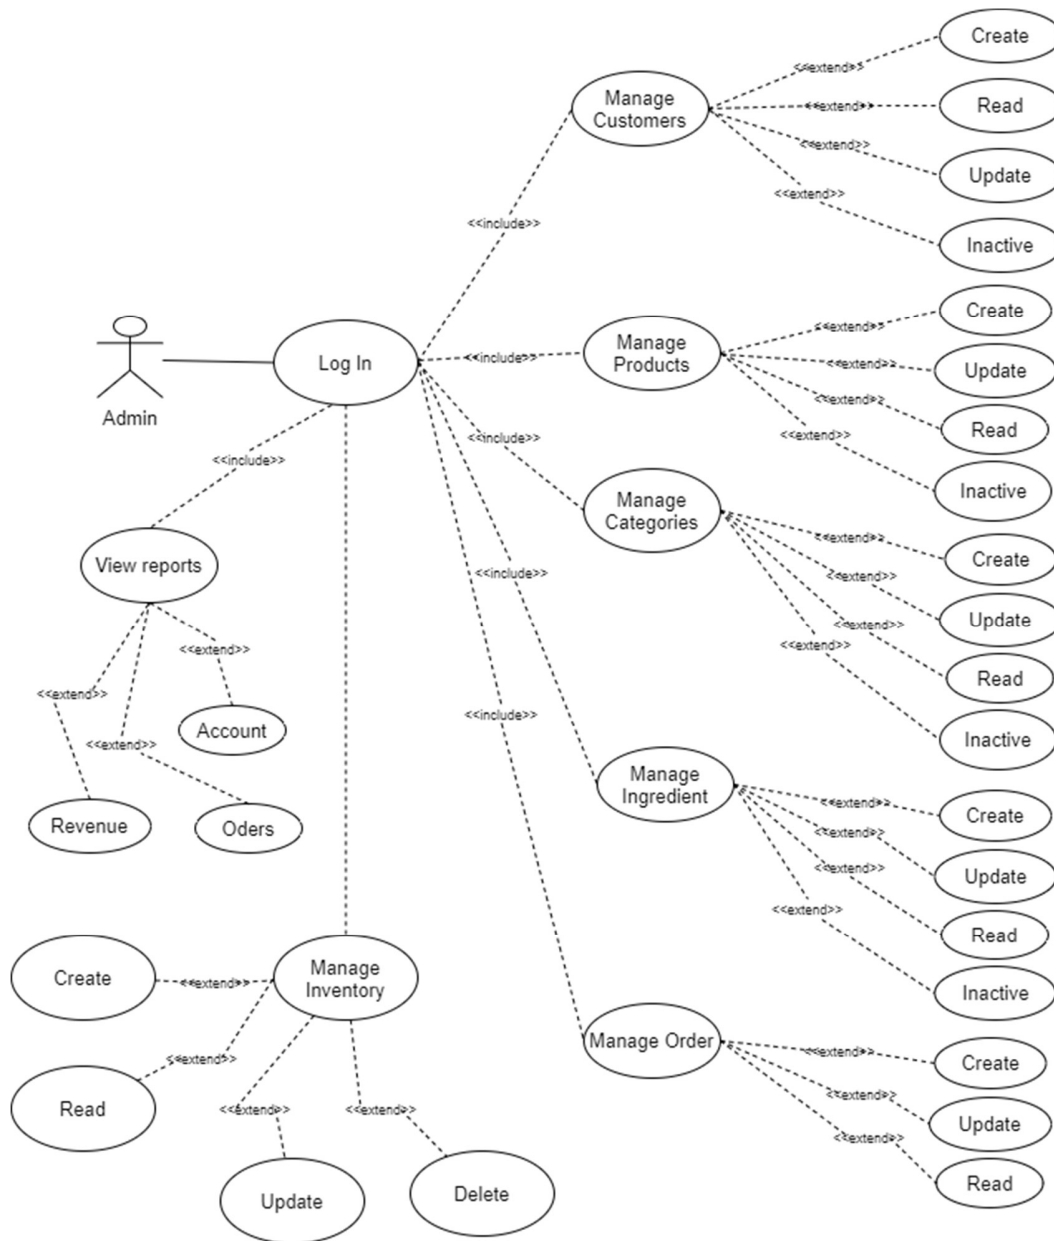 Create
<<extend>>
Manage
Customers
<<extend>>
Read
<<extend>>
Update
<<extend>>
Inactive
<<include>>
Admin
Log In
<<include>>
Manage
Products
<<extend>>
Create
<<extend>>
Update
<<extend>>
Read
<<extend>>
Inactive
<<include>>
Manage
Categories
<<extend>>
Create
<<extend>>
Update
<<extend>>
Read
<<extend>>
Inactive
<<include>>
View reports
<<extend>>
<<extend>>
<<extend>>
Account
Revenue
Oders
<<include>>
Manage
Ingredient
<<extend>>
Create
<<extend>>
Update
<<extend>>
Read
<<extend>>
Inactive
<<include>>
Manage Order
<<extend>>
Create
<<extend>>
Update
<<extend>>
Read
Manage
Inventory
<<extend>>
Create
<<extend>>
Read
<<extend>>
Update
<<extend>>
Delete